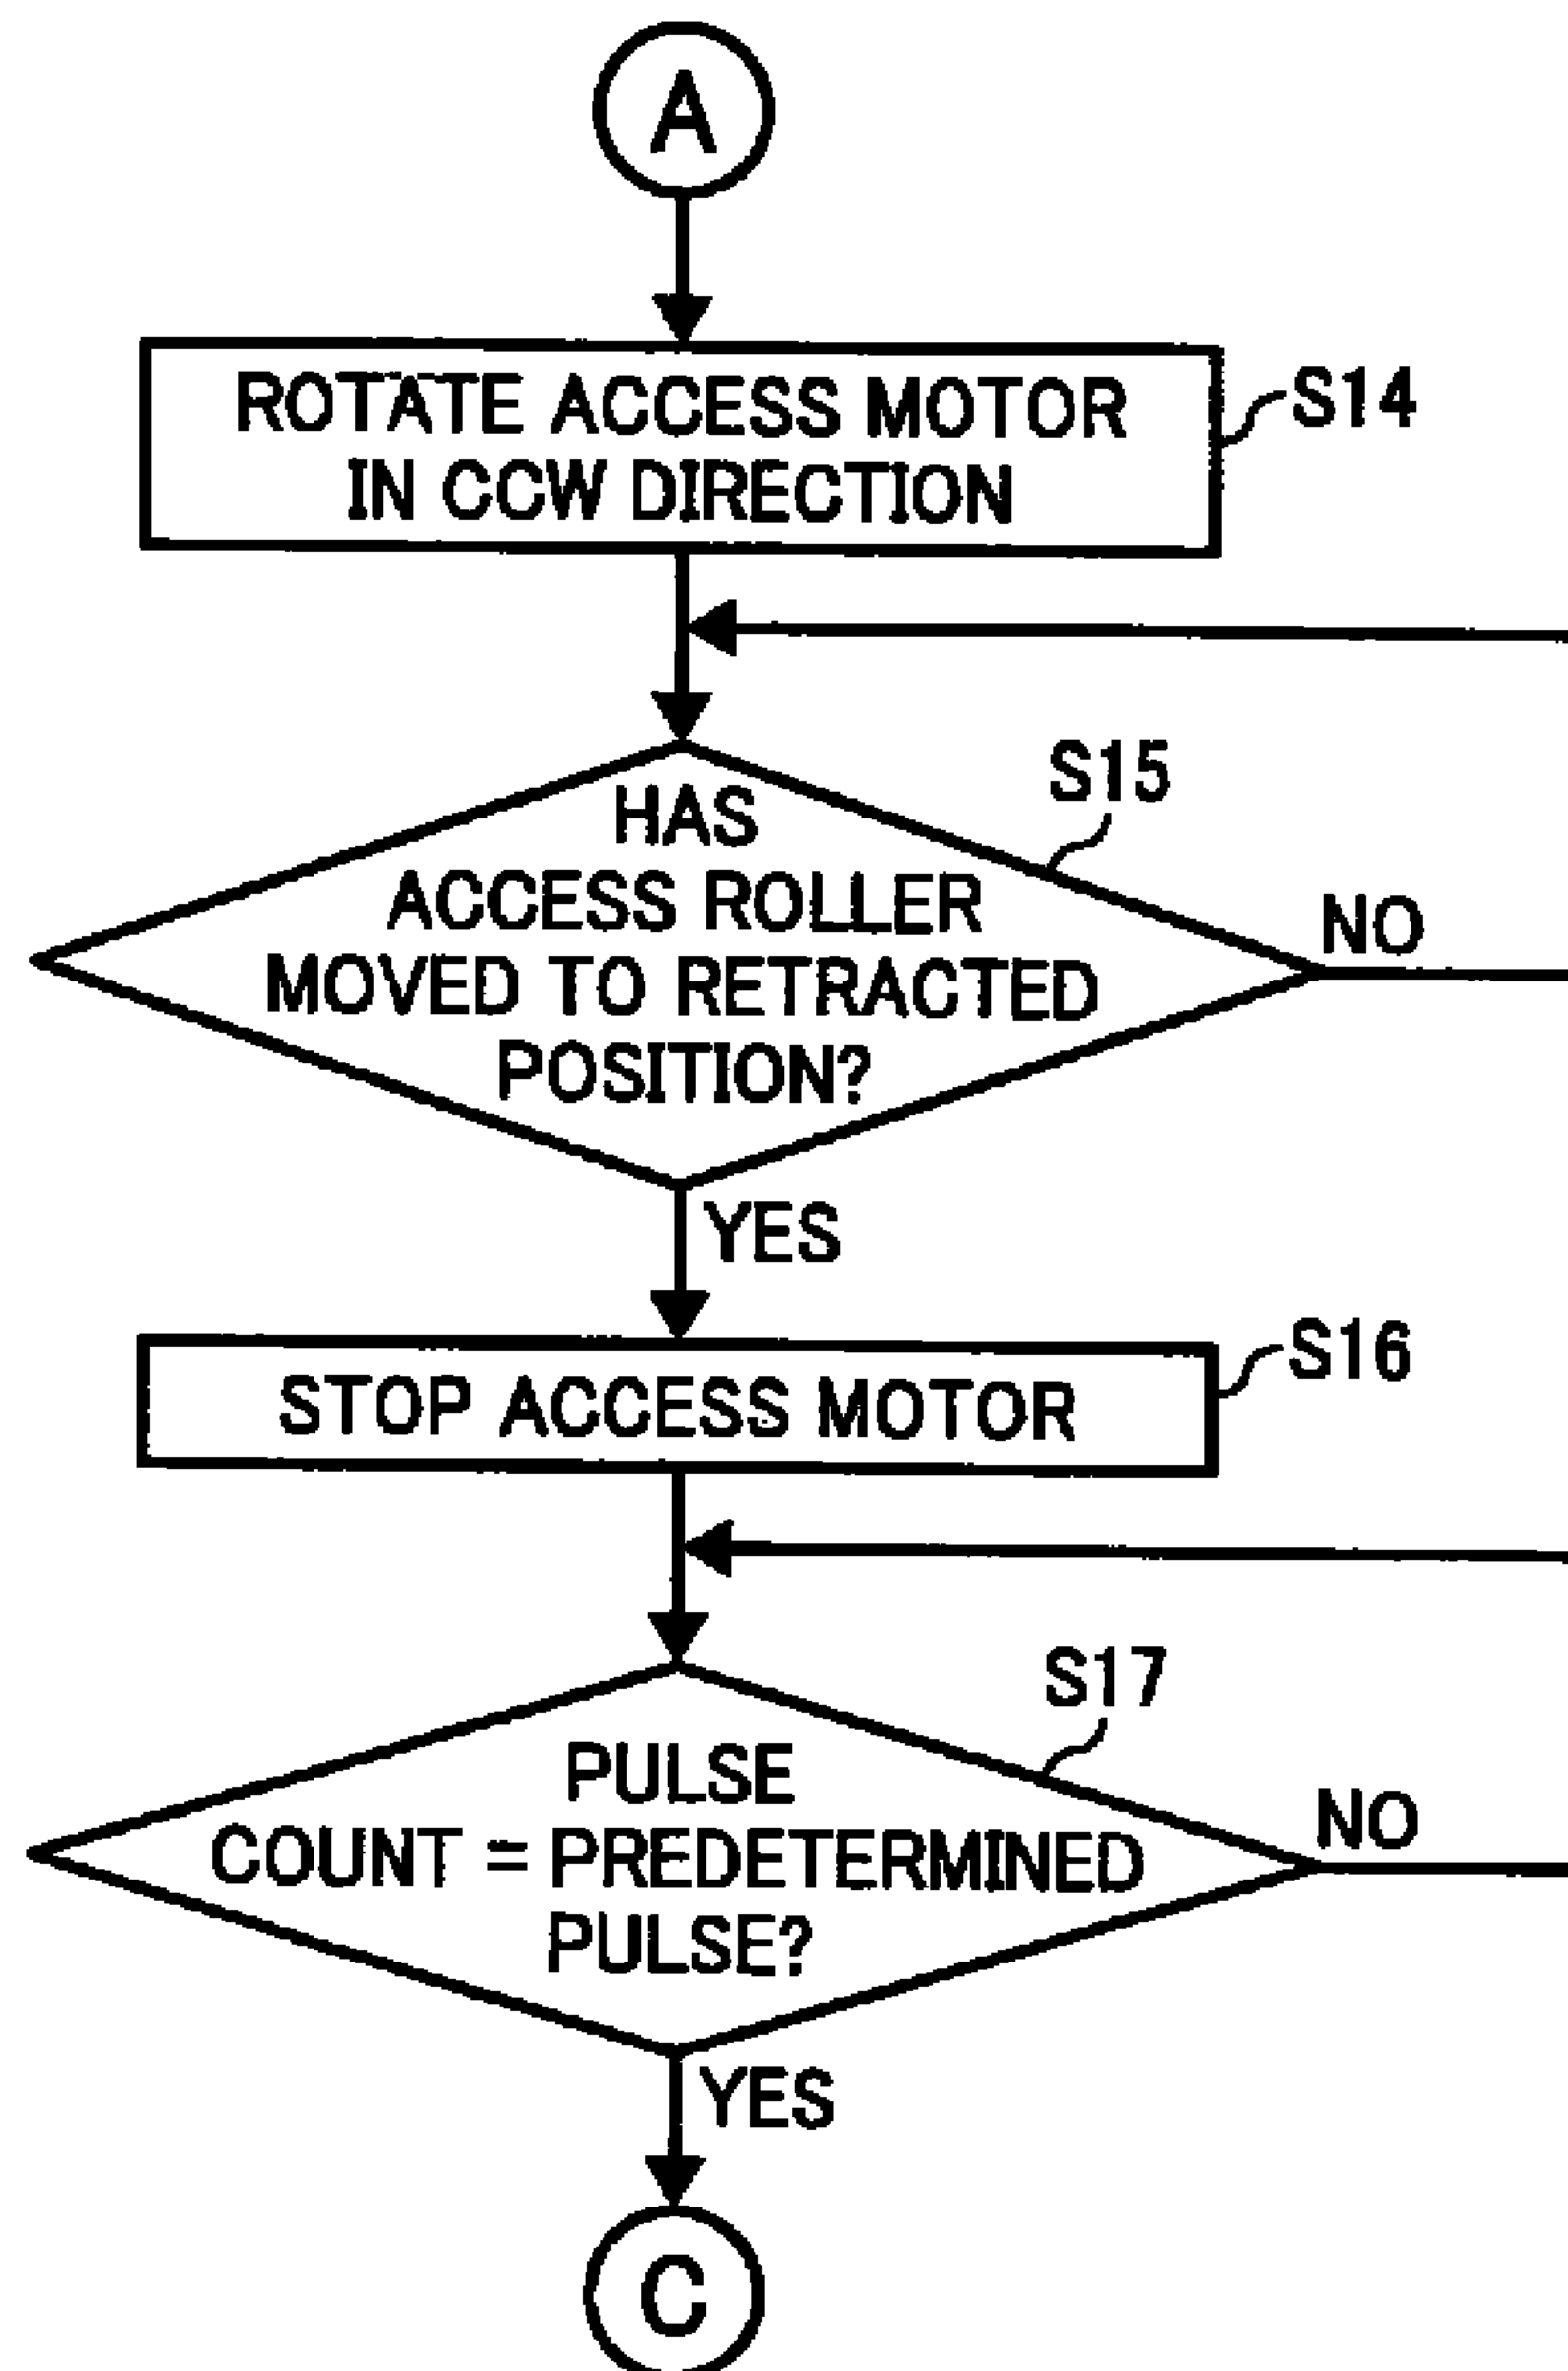 A
ROTATE ACCESS MOTOR
IN CCW DIRECTION
S14
S15
HAS
ACCESS ROLLER
MOVED TO RETRACTED
POSITION?
NO
YES
S16
STOP ACCESS MOTOR
S17
PULSE
COUNT = PREDETERMINED
PULSE?
NO
YES
C